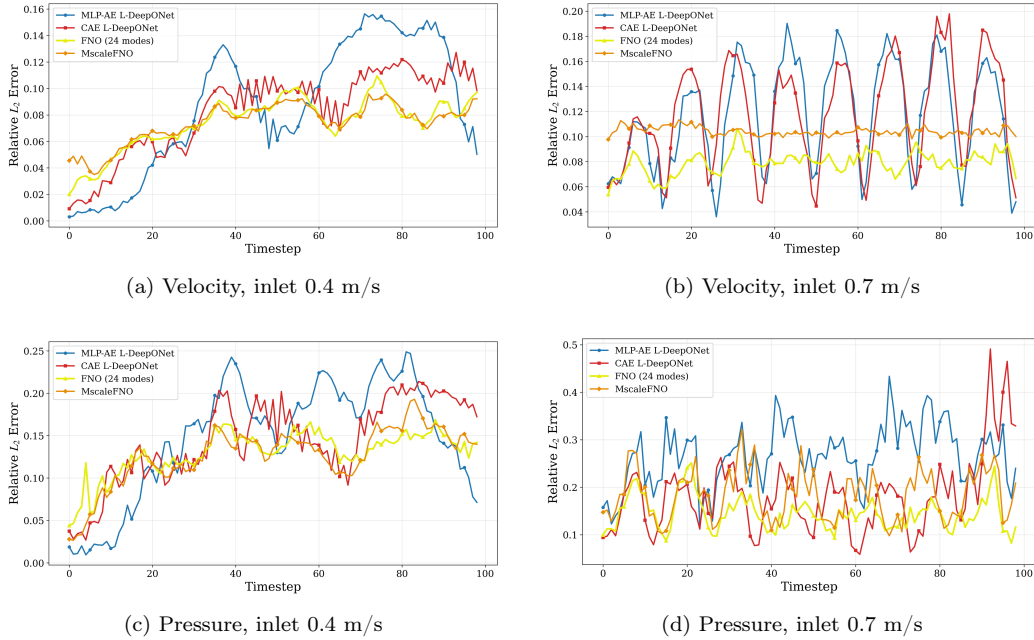 0.16
0.14
0.12
0.10
0.08
0.06
0.04
0.02
0.00
Relative L₂ Error
MLP-AE L-DeepONet
CAE L-DeepONet
FNO (24 modes)
MscaleFNO
0 20 40 60 80 100
Timestep
(a) Velocity, inlet 0.4 m/s
0.20
0.18
0.16
0.14
0.12
0.10
0.08
0.06
0.04
Relative L₂ Error
MLP-AE L-DeepONet
CAE L-DeepONet
FNO (24 modes)
MscaleFNO
0 20 40 60 80 100
Timestep
(b) Velocity, inlet 0.7 m/s
0.25
0.20
0.15
0.10
0.05
0.00
Relative L₂ Error
MLP-AE L-DeepONet
CAE L-DeepONet
FNO (24 modes)
MscaleFNO
0 20 40 60 80 100
Timestep
(c) Pressure, inlet 0.4 m/s
0.5
0.4
0.3
0.2
0.1
Relative L₂ Error
MLP-AE L-DeepONet
CAE L-DeepONet
FNO (24 modes)
MscaleFNO
0 20 40 60 80 100
Timestep
(d) Pressure, inlet 0.7 m/s